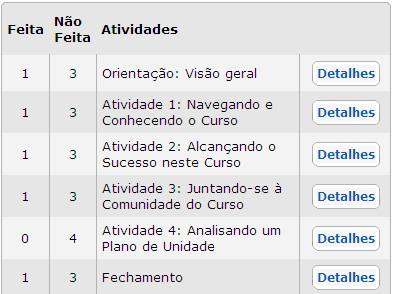 Feita Não Feita Atividades
1 3 Orientação: Visão geral Detalhes
1 3 Atividade 1: Navegando e
Conhecendo o Curso Detalhes
1 3 Atividade 2: Alcançando o
Sucesso neste Curso Detalhes
1 3 Atividade 3: Juntando-se à
Comunidade do Curso Detalhes
0 4 Atividade 4: Analisando um
Plano de Unidade Detalhes
1 3 Fechamento Detalhes